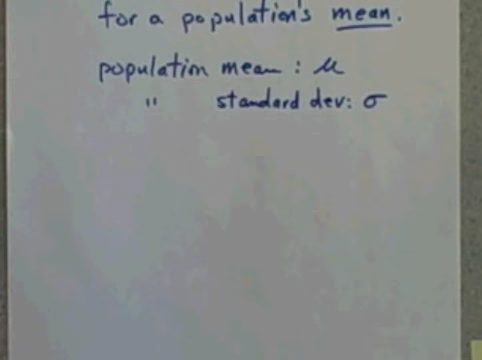 for a population's mean.
population mean : μ
" standard dev: σ